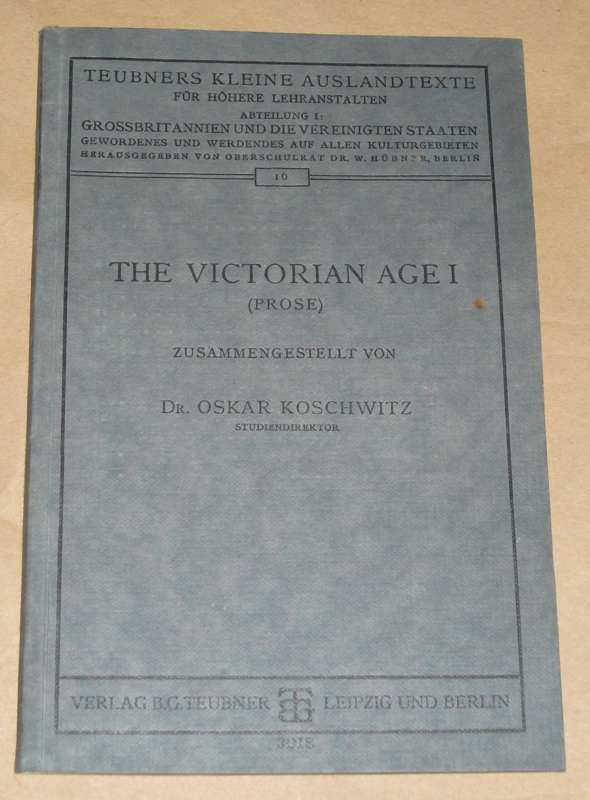 TEUBNERS KLEINE AUSLANDTEXTE
FÜR HÖHERE LEHRANSTALTEN
ABTEILUNG I:
GROSSBRITANNIEN UND DIE VEREINIGTEN STAATEN
GEWORDENES UND WERDENDES AUF ALLEN KULTURGEBIETEN
HERAUSGEGEBEN VON OBERSCHULRAT DR. W. HÜBNER, BERLIN
16
THE VICTORIAN AGE I
(PROSE)
ZUSAMMENGESTELLT VON
DR. OSKAR KOSCHWITZ
STUDIENDIREKTOR
VERLAG B.G. TEUBNER BGT LEIPZIG UND BERLIN
3018